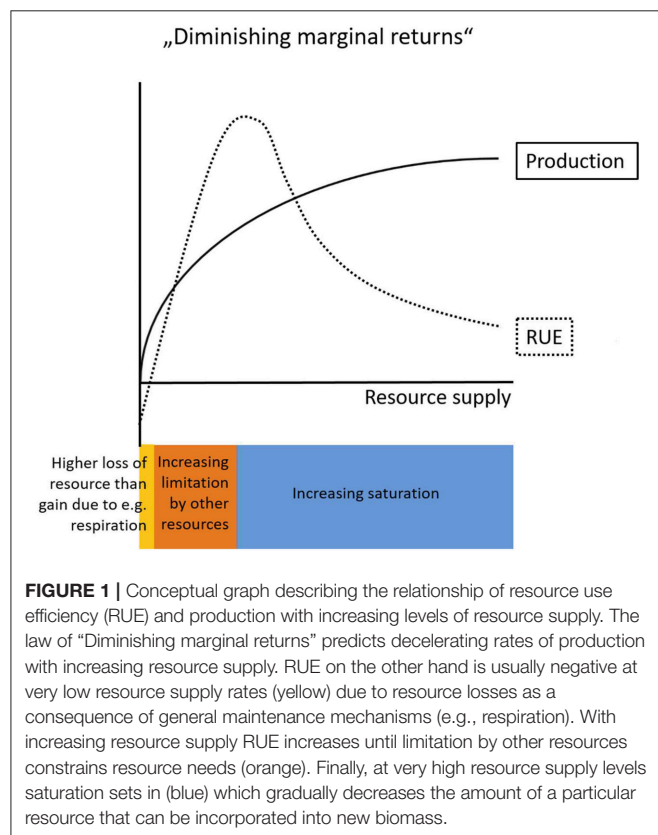 „Diminishing marginal returns“
Production
RUE
Resource supply
Higher loss of
resource than
gain due to e.g.
respiration
Increasing
limitation
by other
resources
Increasing saturation
FIGURE 1 | Conceptual graph describing the relationship of resource use
efficiency (RUE) and production with increasing levels of resource supply. The
law of “Diminishing marginal returns” predicts decelerating rates of production
with increasing resource supply. RUE on the other hand is usually negative at
very low resource supply rates (yellow) due to resource losses as a
consequence of general maintenance mechanisms (e.g., respiration). With
increasing resource supply RUE increases until limitation by other resources
constrains resource needs (orange). Finally, at very high resource supply levels
saturation sets in (blue) which gradually decreases the amount of a particular
resource that can be incorporated into new biomass.